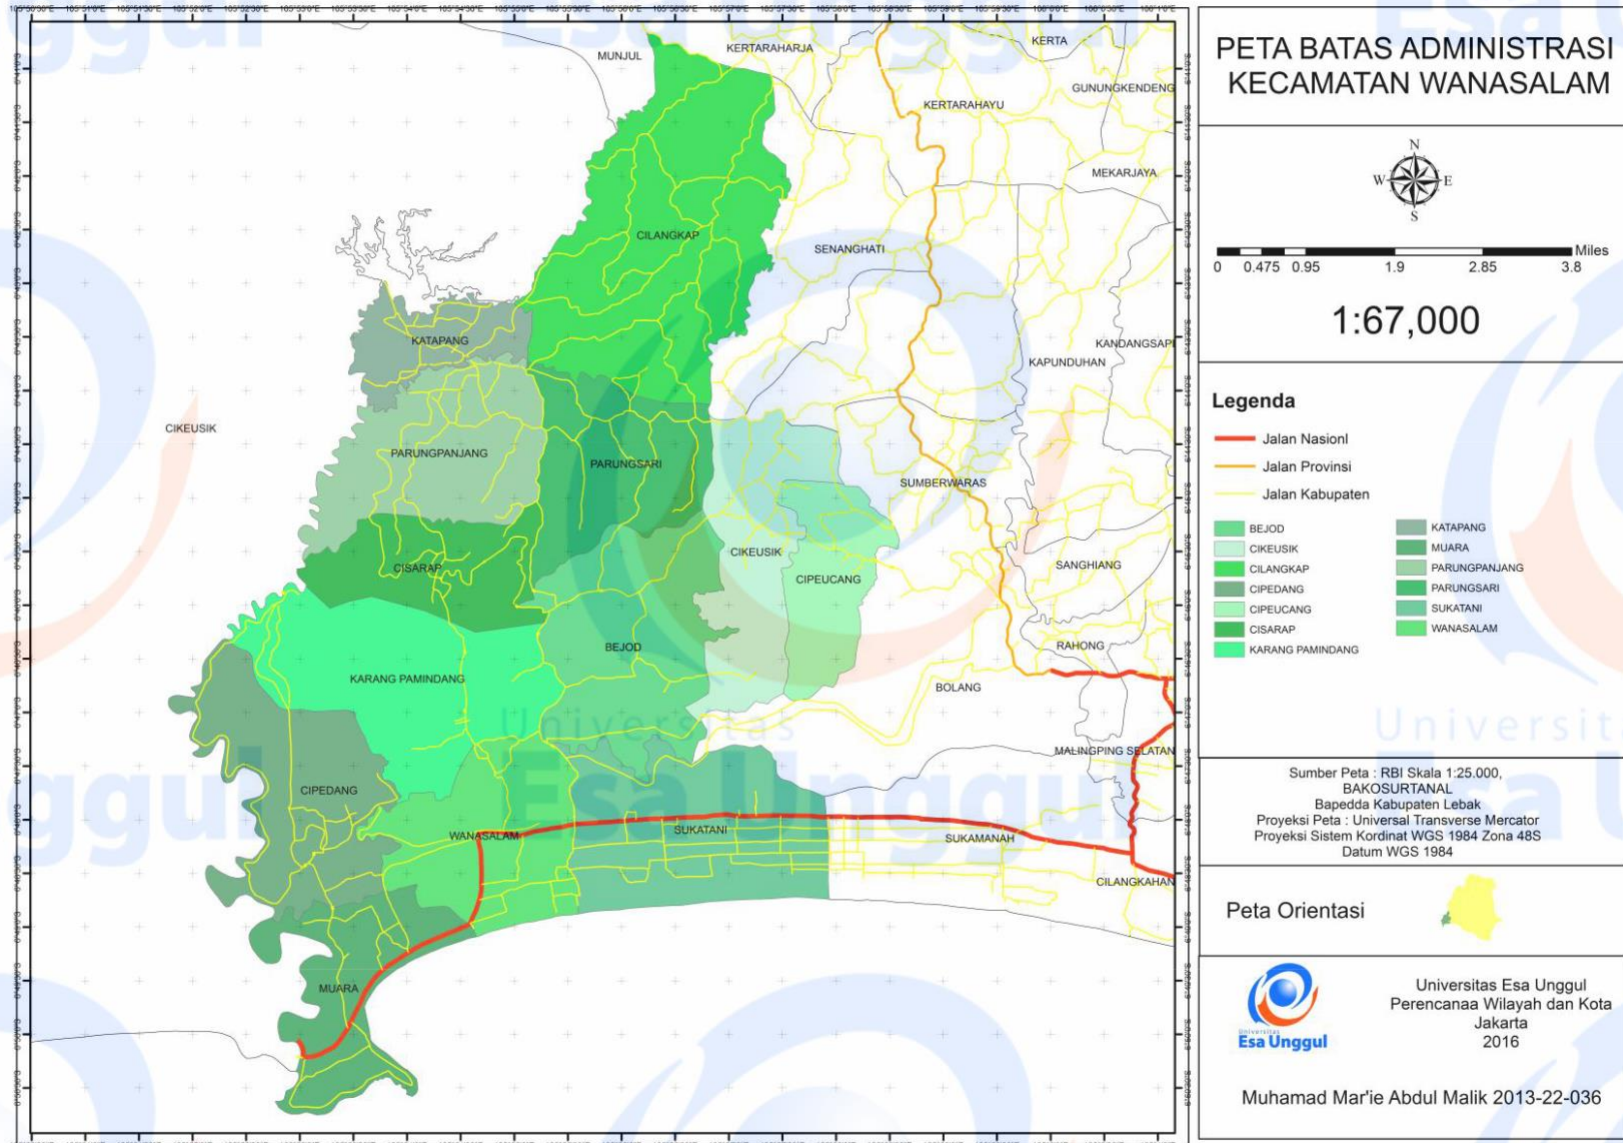 PETA BATAS ADMINISTRASI
KECAMATAN WANASALAM
N
W
E
S
Miles
0 0.475 0.95 1.9 2.85 3.8
1:67,000
Legenda
Jalan Nasionl
Jalan Provinsi
Jalan Kabupaten
BEJOD
CIKEUSIK
CILANGKAP
CIPEDANG
CIPEUCANG
CISARAP
KARANG PAMINDANG
KATAPANG
MUARA
PARUNGPANJANG
PARUNGSARI
SUKATANI
WANASALAM
Sumber Peta : RBI Skala 1:25.000,
BAKOSURTANAL
Bapedda Kabupaten Lebak
Proyeksi Peta : Universal Transverse Mercator
Proyeksi Sistem Kordinat WGS 1984 Zona 48S
Datum WGS 1984
Peta Orientasi
Universitas
Esa Unggul
Universitas Esa Unggul
Perencanaa Wilayah dan Kota
Jakarta
2016
Muhamad Mar'ie Abdul Malik 2013-22-036
MUNJUL
KERTARAHARJA
KERTA
GUNUNGKENDENG
KERTARAHAYU
MEKARJAYA
CILANGKAP
SENANGHATI
KATAPANG
KANDANGSAPI
KAPUNDUHAN
CIKEUSIK
PARUNGPANJANG
PARUNGSARI
SUMBERWARAS
CIKEUSIK
CISARAP
CIPEUCANG
SANGHIANG
BEJOD
RAHONG
KARANG PAMINDANG
BOLANG
MALINGPING SELATAN
CIPEDANG
WANASALAM
SUKATANI
SUKAMANAH
CILANGKAHAN
MUARA
Universitas
Esa Unggul